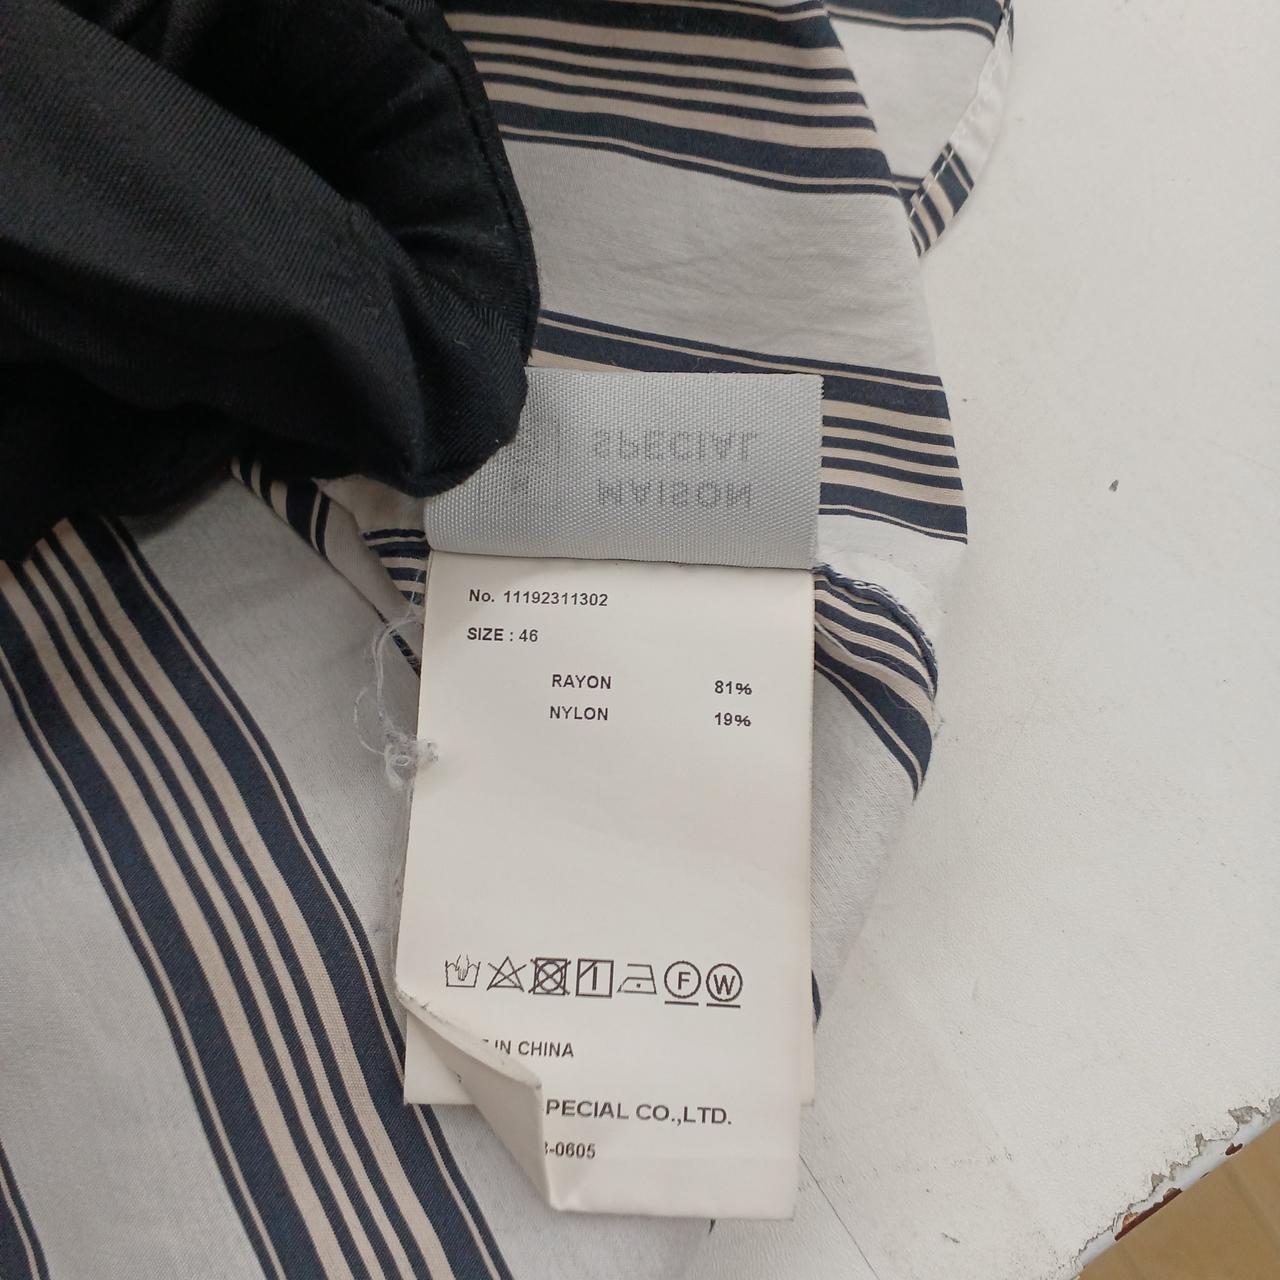 SPECIAL
MAISON
No. 11192311302
SIZE : 46
RAYON 81%
NYLON 19%
F W
IN CHINA
PECIAL CO.,LTD.
-0605